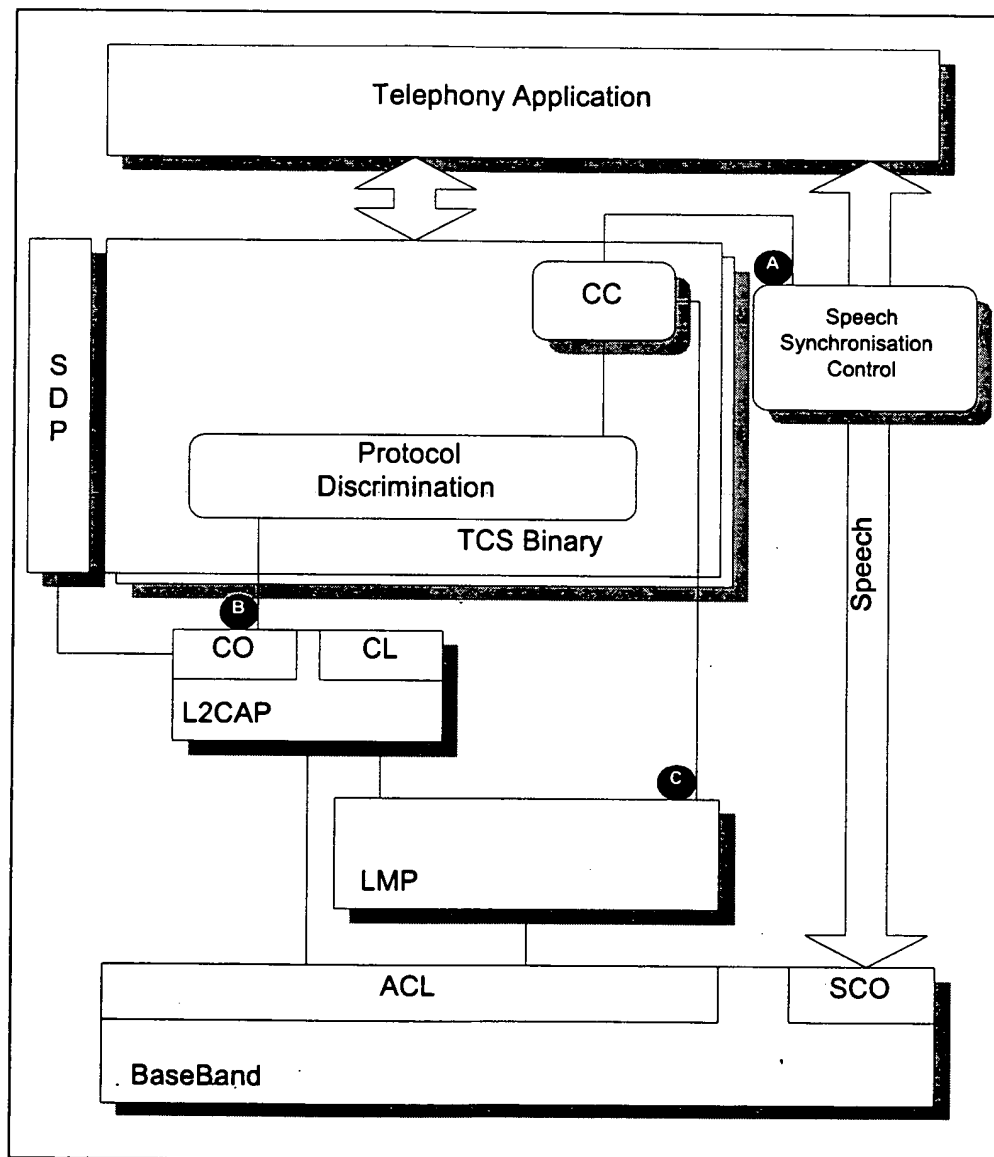 Telephony Application
A
CC
Speech
Synchronisation
Control
S
D
P
Protocol
Discrimination
TCS Binary
Speech
B
CO
CL
L2CAP
C
LMP
ACL
SCO
BaseBand